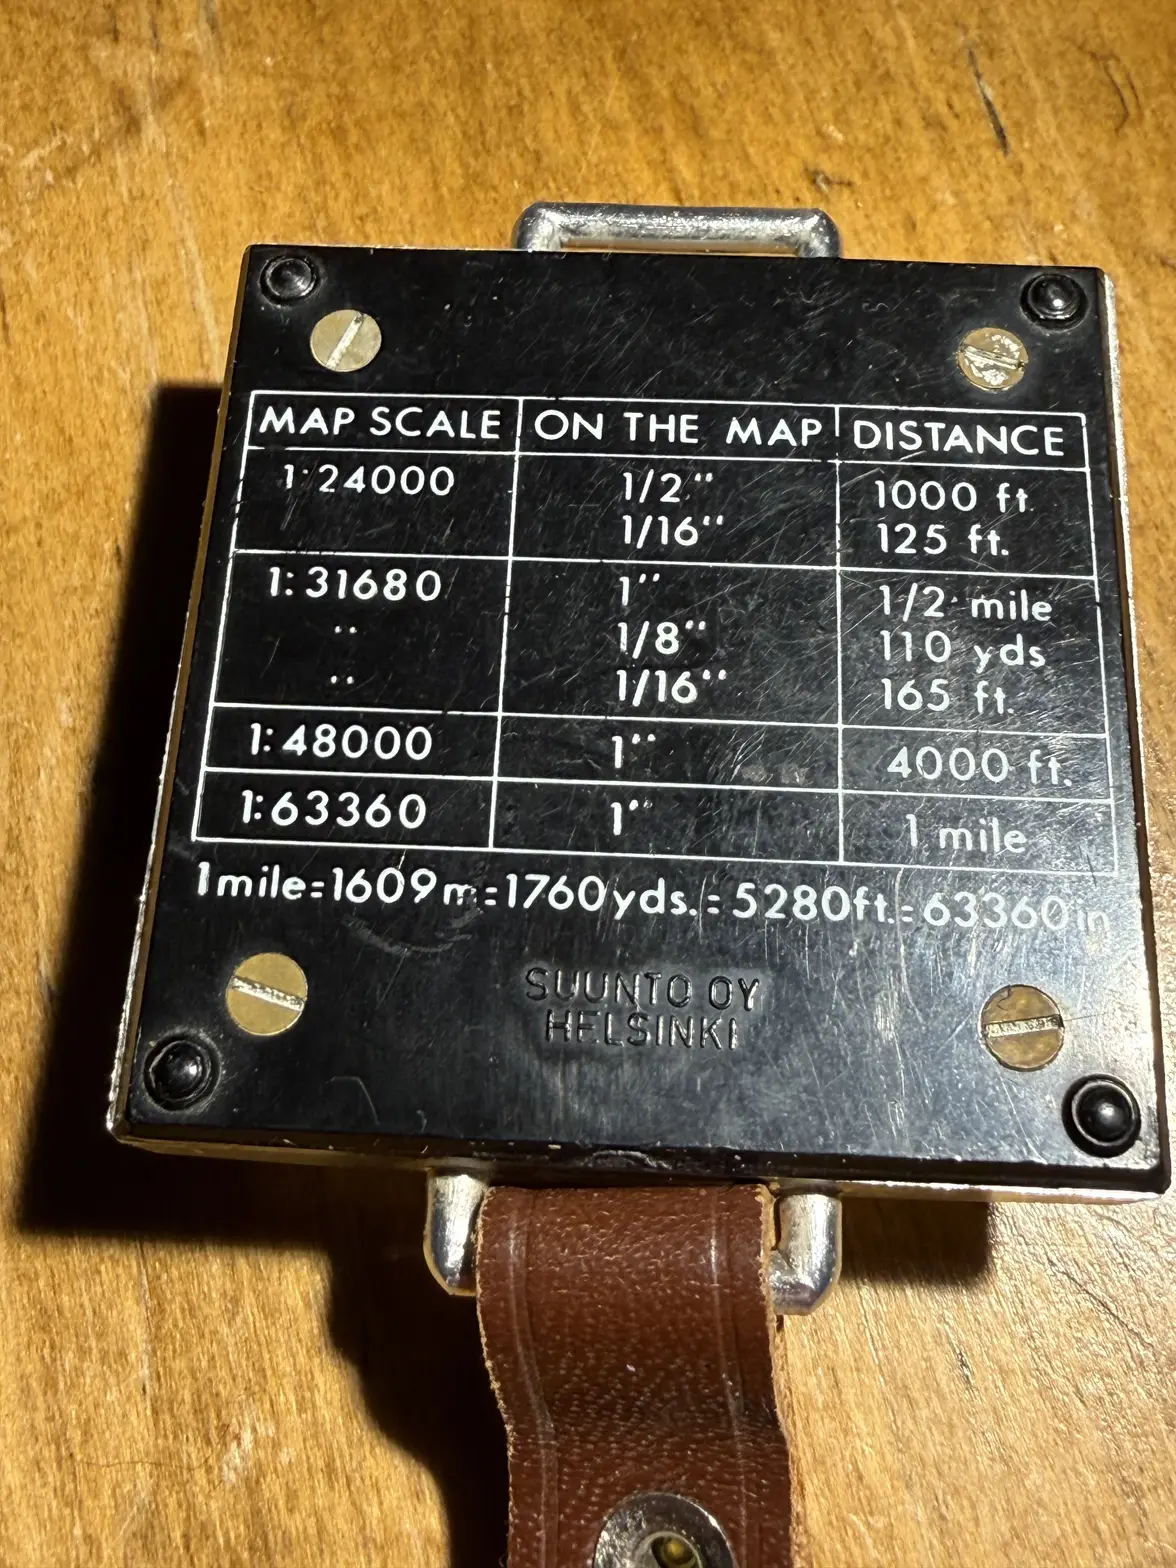 MAP SCALE ON THE MAP DISTANCE
1:24000 1/2" 1000 ft.
1/16" 125 ft.
1:31680 1" 1/2 mile
" 1/8" 110 yds
" 1/16" 165 ft.
1:48000 1" 4000 ft.
1:63360 1" 1 mile
1 mile=1609m=1760yds.=5280ft.=63360in
SUUNTO OY
HELSINKI